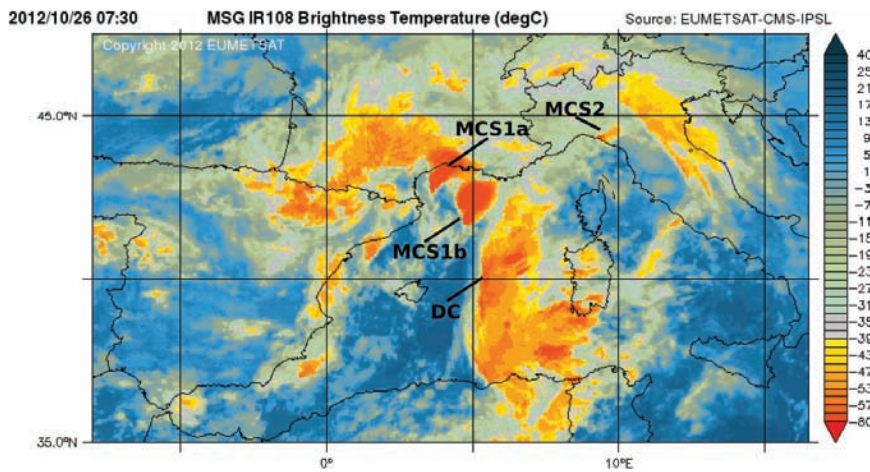 2012/10/26 07:30 MSG IR108 Brightness Temperature (degC) Source: EUMETSAT-CMS-IPSL
Copyright 2012 EUMETSAT
45.0°N
35.0°N
0°
10°E
MCS1a
MCS2
MCS1b
DC
40
25
21
17
13
9
5
1
-3
-7
-11
-15
-19
-23
-27
-31
-35
-39
-43
-47
-53
-57
-80